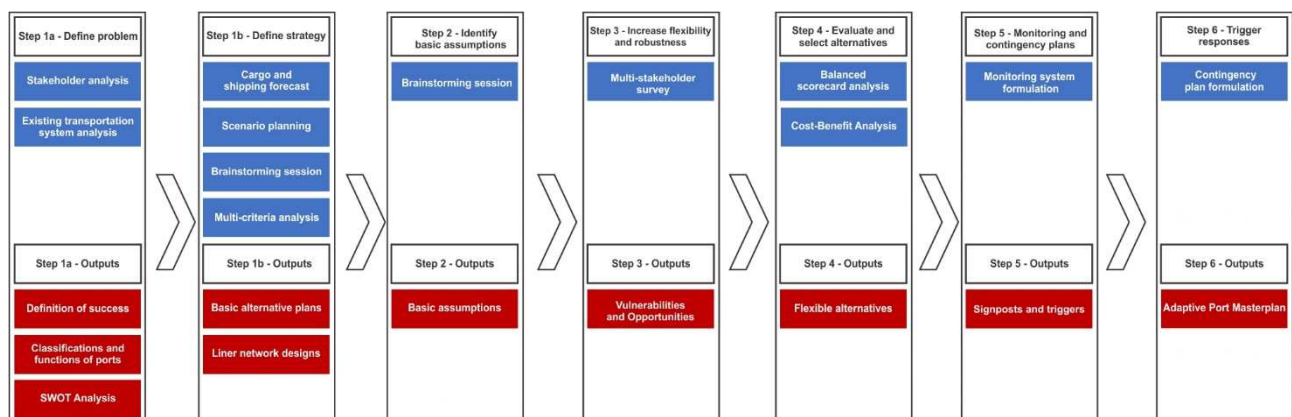 Step 1a - Define problem
Stakeholder analysis
Existing transportation
system analysis
Step 1a - Outputs
Definition of success
Classifications and
functions of ports
SWOT Analysis
Step 1b - Define strategy
Cargo and
shipping forecast
Scenario planning
Brainstorming session
Multi-criteria analysis
Step 1b - Outputs
Basic alternative plans
Liner network designs
Step 2 - Identify
basic assumptions
Brainstorming session
Step 2 - Outputs
Basic assumptions
Step 3 - Increase flexibility
and robustness
Multi-stakeholder
survey
Step 3 - Outputs
Vulnerabilities
and Opportunities
Step 4 - Evaluate and
select alternatives
Balanced
scorecard analysis
Cost-Benefit Analysis
Step 4 - Outputs
Flexible alternatives
Step 5 - Monitoring and
contingency plans
Monitoring system
formulation
Step 5 - Outputs
Signposts and triggers
Step 6 - Trigger
responses
Contingency
plan formulation
Step 6 - Outputs
Adaptive Port Masterplan